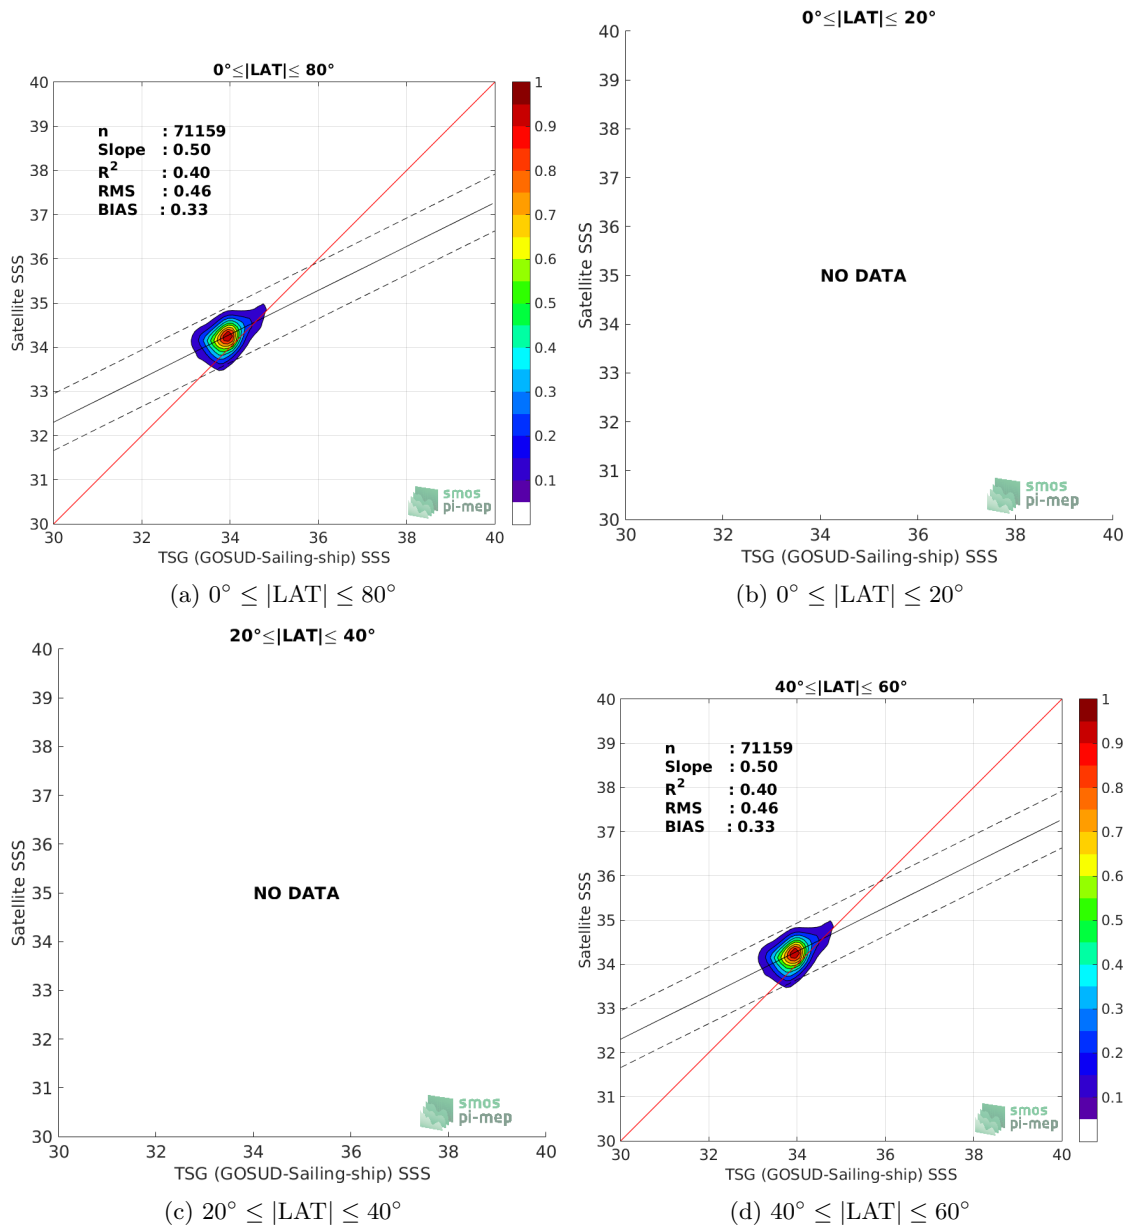 0°≤|LAT|≤ 80°
40
39
38
37
36
35
34
33
32
31
30
Satellite SSS
n : 71159
Slope : 0.50
R² : 0.40
RMS : 0.46
BIAS : 0.33
1
0.9
0.8
0.7
0.6
0.5
0.4
0.3
0.2
0.1
smos
pi-mep
30 32 34 36 38 40
TSG (GOSUD-Sailing-ship) SSS
(a) 0° ≤ |LAT| ≤ 80°
0°≤|LAT|≤ 20°
40
39
38
37
36
35
34
33
32
31
30
Satellite SSS
NO DATA
smos
pi-mep
30 32 34 36 38 40
TSG (GOSUD-Sailing-ship) SSS
(b) 0° ≤ |LAT| ≤ 20°
20°≤|LAT|≤ 40°
40
39
38
37
36
35
34
33
32
31
30
Satellite SSS
NO DATA
smos
pi-mep
30 32 34 36 38 40
TSG (GOSUD-Sailing-ship) SSS
(c) 20° ≤ |LAT| ≤ 40°
40°≤|LAT|≤ 60°
40
39
38
37
36
35
34
33
32
31
30
Satellite SSS
n : 71159
Slope : 0.50
R² : 0.40
RMS : 0.46
BIAS : 0.33
1
0.9
0.8
0.7
0.6
0.5
0.4
0.3
0.2
0.1
smos
pi-mep
30 32 34 36 38 40
TSG (GOSUD-Sailing-ship) SSS
(d) 40° ≤ |LAT| ≤ 60°